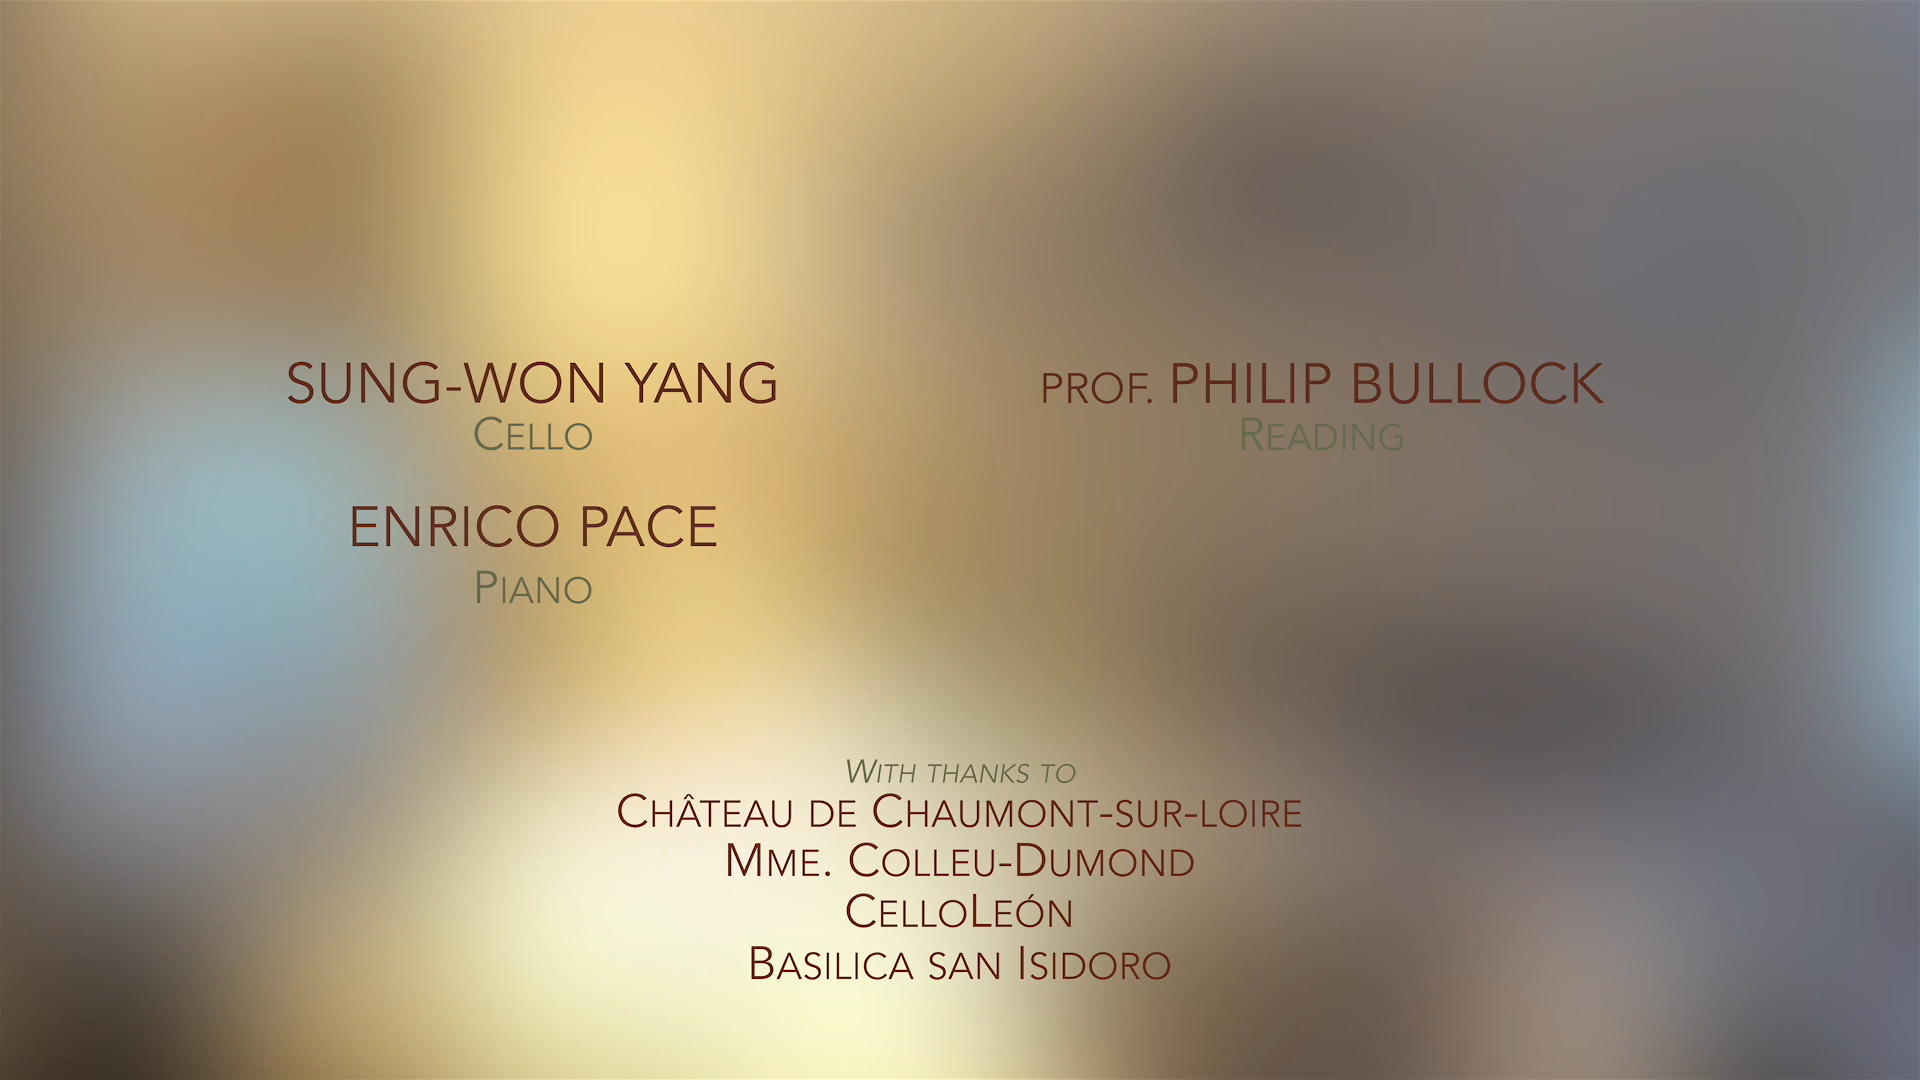 SUNG-WON YANG
CELLO
ENRICO PACE
PIANO
PROF. PHILIP BULLOCK
READING
WITH THANKS TO
CHÂTEAU DE CHAUMONT-SUR-LOIRE
MME. COLLEU-DUMOND
CELLOLEÓN
BASILICA SAN ISIDORO